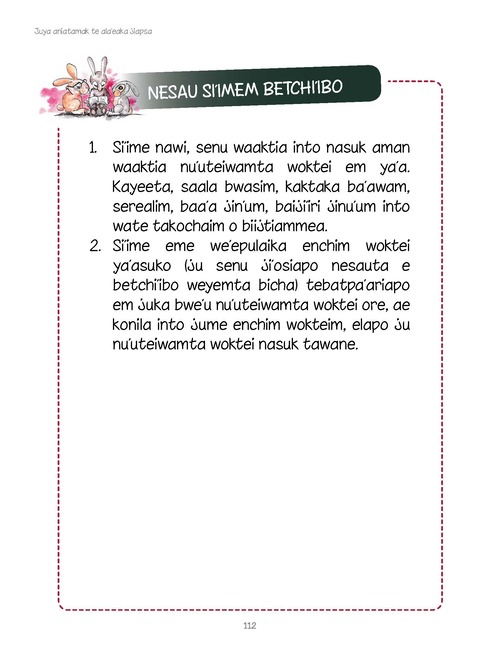 Juya aniatamak te ala'eaka jiapsa
NESAU SI'IMEM BETCHI'IBO
1. Si'ime nawi, senu waaktia into nasuk aman
waaktia nu'uteiwamta woktei em ya'a.
Kayeeta, saala bwasim, kaktaka ba'awam,
serealim, baa'a jin'um, baijii'iri jinu'um into
wate takochaim o biijtiammea.
2. Si'ime eme we'epulaika enchim woktei
ya'asuko (ju senu ji'osiapo nesauta e
betchi'ibo weyemta bicha) tebatpa'ariapo
em juka bwe'u nu'uteiwamta woktei ore, ae
konila into jume enchim wokteim, elapo ju
nu'uteiwamta woktei nasuk tawane.
112